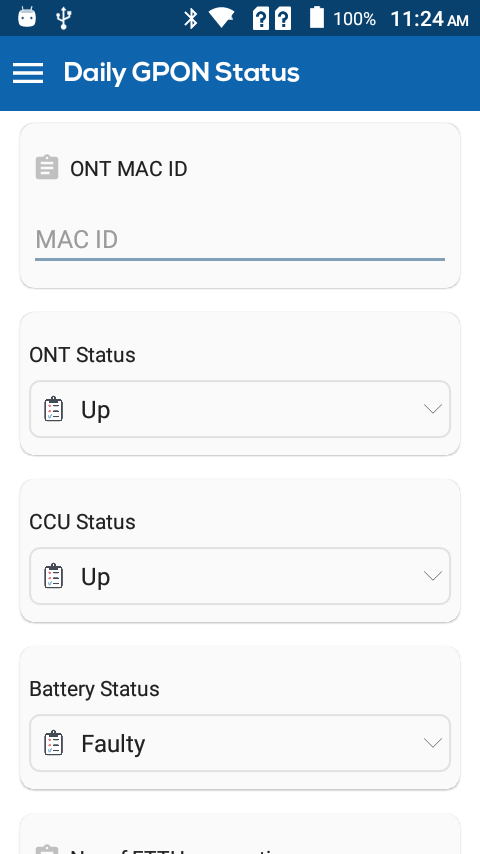 100% 11:24 AM
Daily GPON Status
ONT MAC ID
MAC ID
ONT Status
Up
CCU Status
Up
Battery Status
Faulty